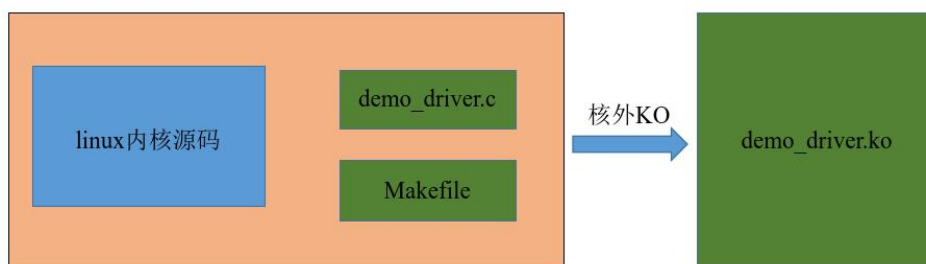 linux内核源码
demo_driver.c
Makefile
核外KO
demo_driver.ko